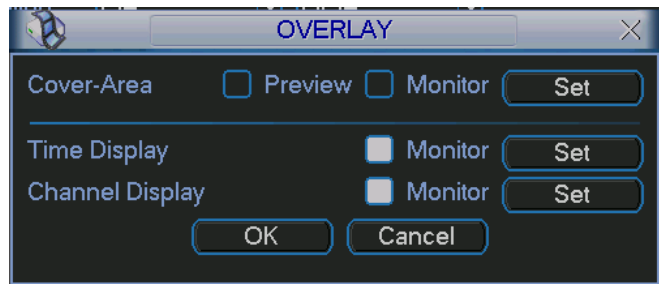 OVERLAY
Cover-Area Preview Monitor Set
Time Display Monitor Set
Channel Display Monitor Set
OK Cancel